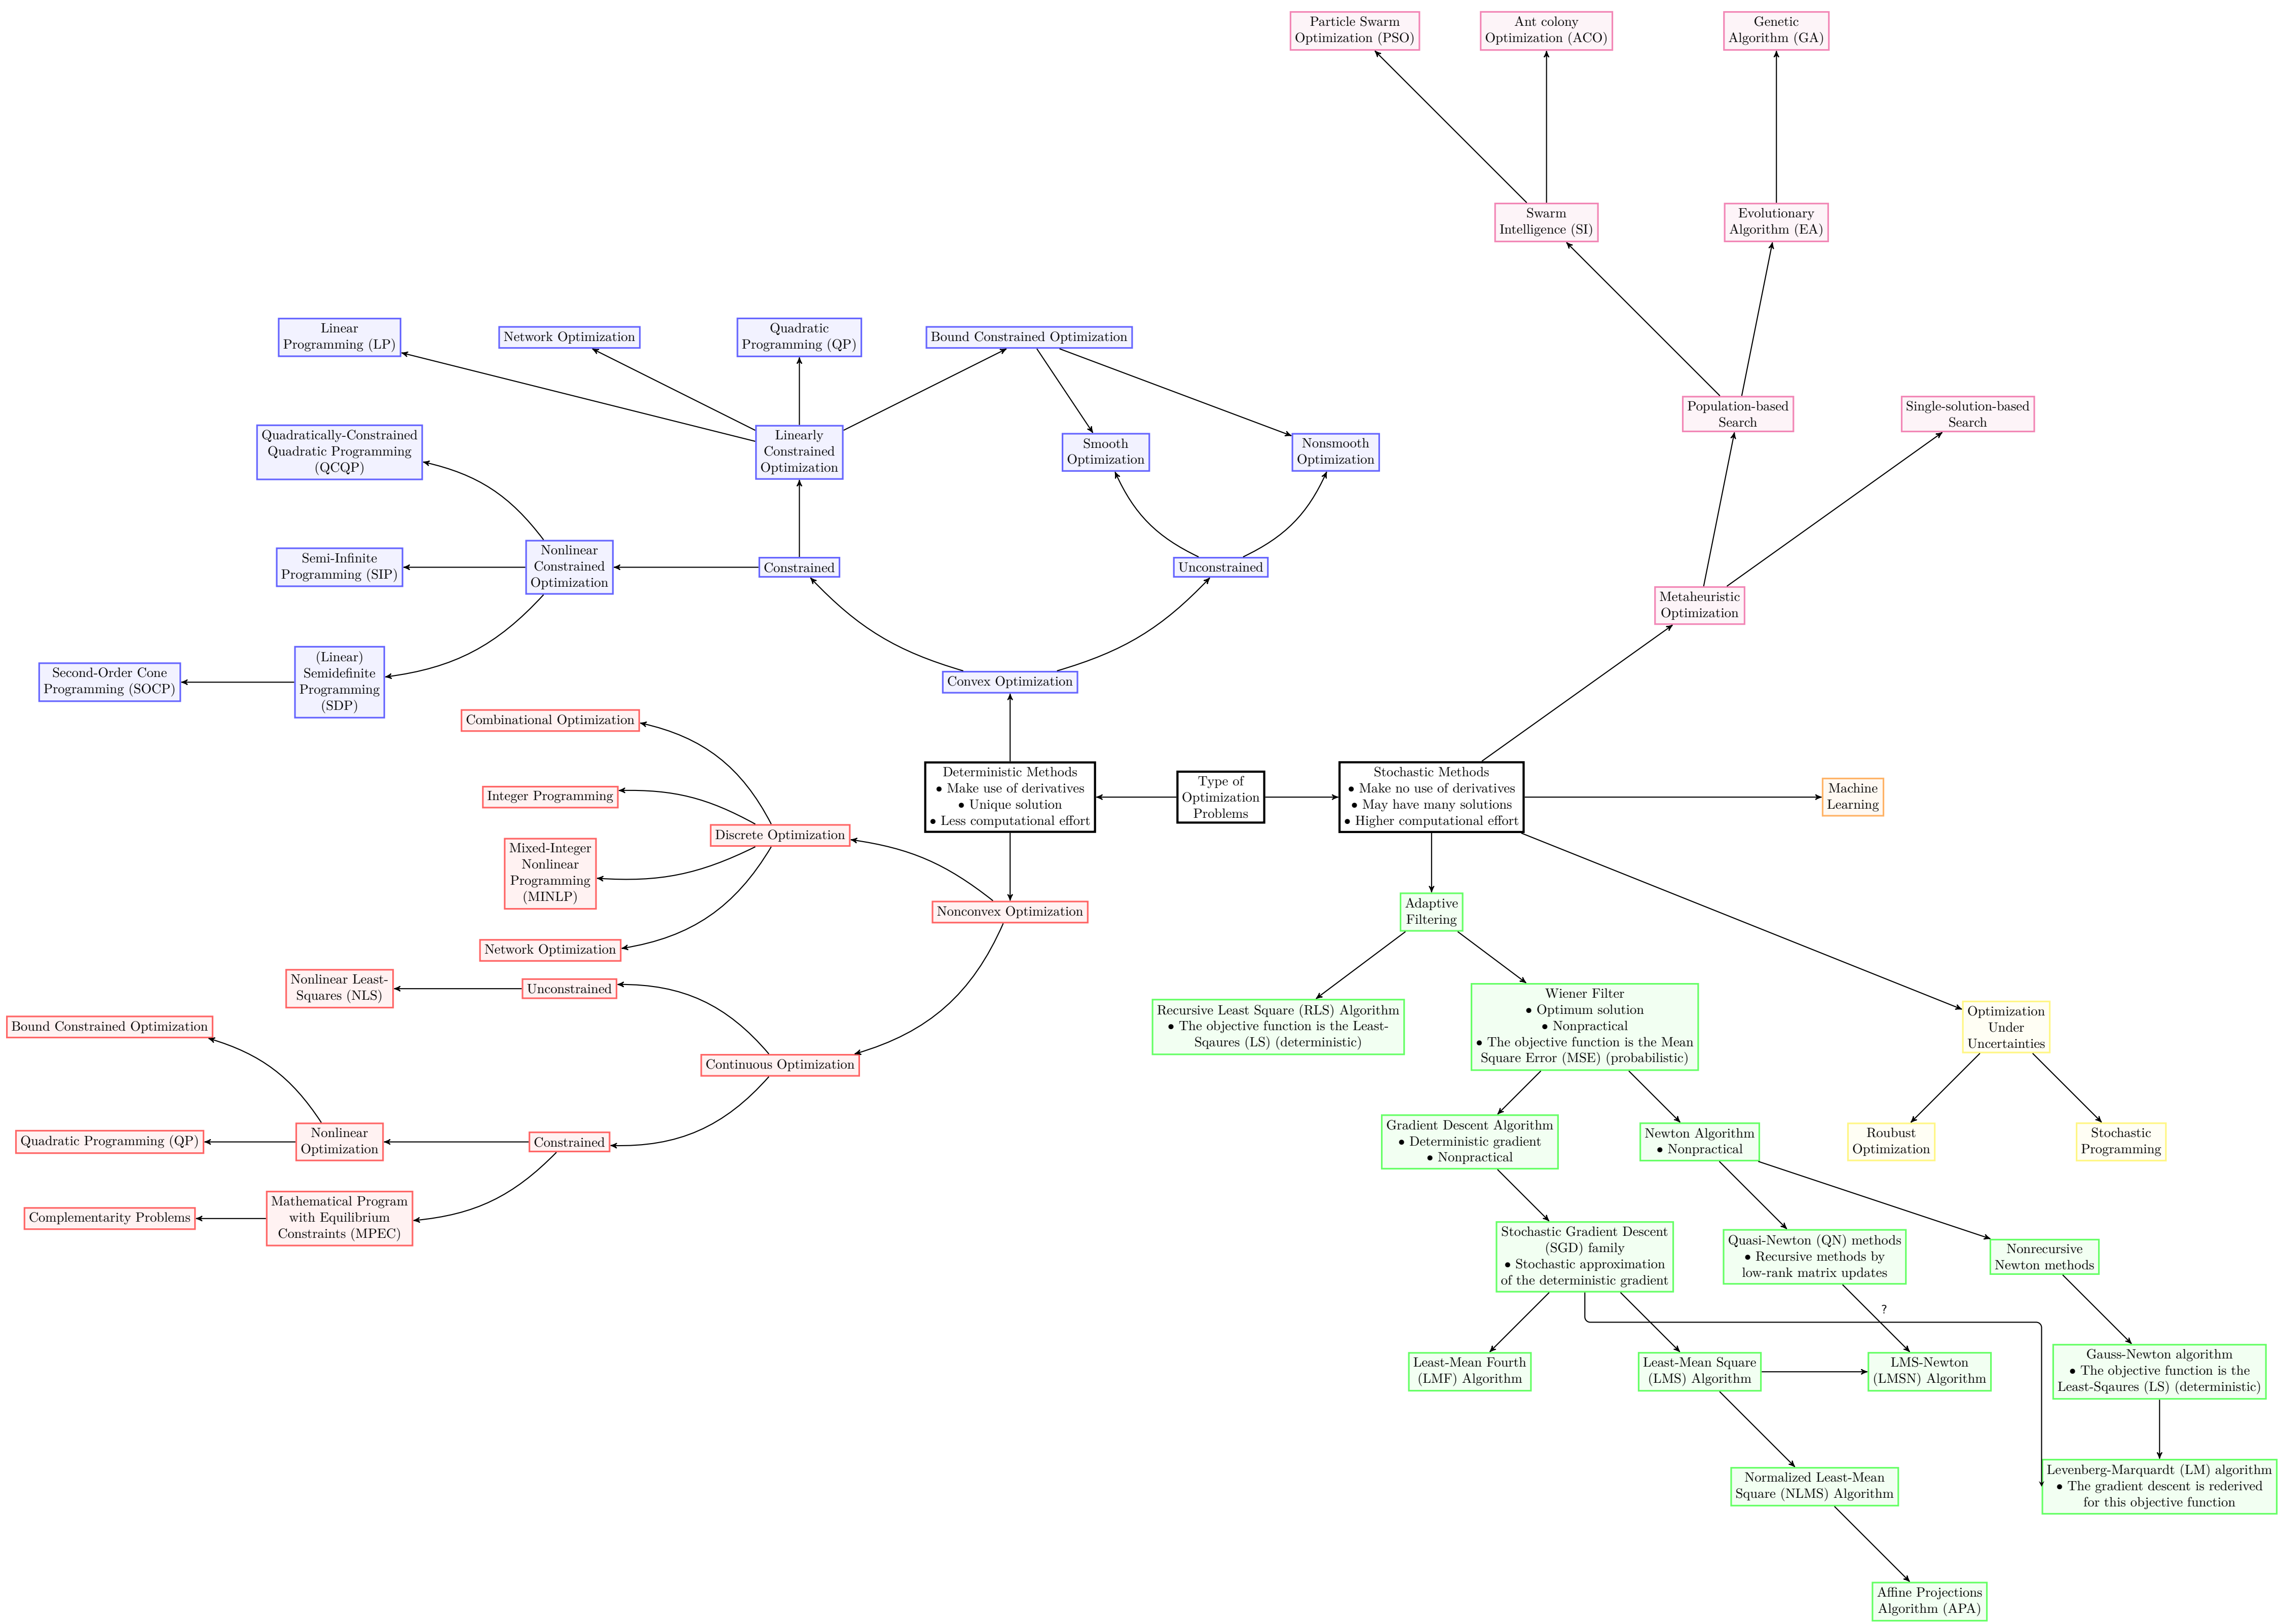 Particle Swarm
Optimization (PSO)
Ant colony
Optimization (ACO)
Genetic
Algorithm (GA)
Swarm
Intelligence (SI)
Evolutionary
Algorithm (EA)
Linear
Programming (LP)
Network Optimization
Quadratic
Programming (QP)
Bound Constrained Optimization
Population-based
Search
Single-solution-based
Search
Quadratically-Constrained
Quadratic Programming
(QCQP)
Linearly
Constrained
Optimization
Smooth
Optimization
Nonsmooth
Optimization
Semi-Infinite
Programming (SIP)
Nonlinear
Constrained
Optimization
Constrained
Unconstrained
Metaheuristic
Optimization
Second-Order Cone
Programming (SOCP)
(Linear)
Semidefinite
Programming
(SDP)
Convex Optimization
Combinational Optimization
Integer Programming
Deterministic Methods
• Make use of derivatives
• Unique solution
• Less computational effort
Type of
Optimization
Problems
Stochastic Methods
• Make no use of derivatives
• May have many solutions
• Higher computational effort
Machine
Learning
Discrete Optimization
Mixed-Integer
Nonlinear
Programming
(MINLP)
Nonconvex Optimization
Adaptive
Filtering
Network Optimization
Nonlinear Least-
Squares (NLS)
Unconstrained
Bound Constrained Optimization
Recursive Least Square (RLS) Algorithm
• The objective function is the Least-
Sqaures (LS) (deterministic)
Wiener Filter
• Optimum solution
• Nonpractical
• The objective function is the Mean
Square Error (MSE) (probabilistic)
Optimization
Under
Uncertainties
Continuous Optimization
Quadratic Programming (QP)
Nonlinear
Optimization
Constrained
Gradient Descent Algorithm
• Deterministic gradient
• Nonpractical
Newton Algorithm
• Nonpractical
Roubust
Optimization
Stochastic
Programming
Complementarity Problems
Mathematical Program
with Equilibrium
Constraints (MPEC)
Stochastic Gradient Descent
(SGD) family
• Stochastic approximation
of the deterministic gradient
Quasi-Newton (QN) methods
• Recursive methods by
low-rank matrix updates
Nonrecursive
Newton methods
?
Least-Mean Fourth
(LMF) Algorithm
Least-Mean Square
(LMS) Algorithm
LMS-Newton
(LMSN) Algorithm
Gauss-Newton algorithm
• The objective function is the
Least-Sqaures (LS) (deterministic)
Normalized Least-Mean
Square (NLMS) Algorithm
Levenberg-Marquardt (LM) algorithm
• The gradient descent is rederived
for this objective function
Affine Projections
Algorithm (APA)